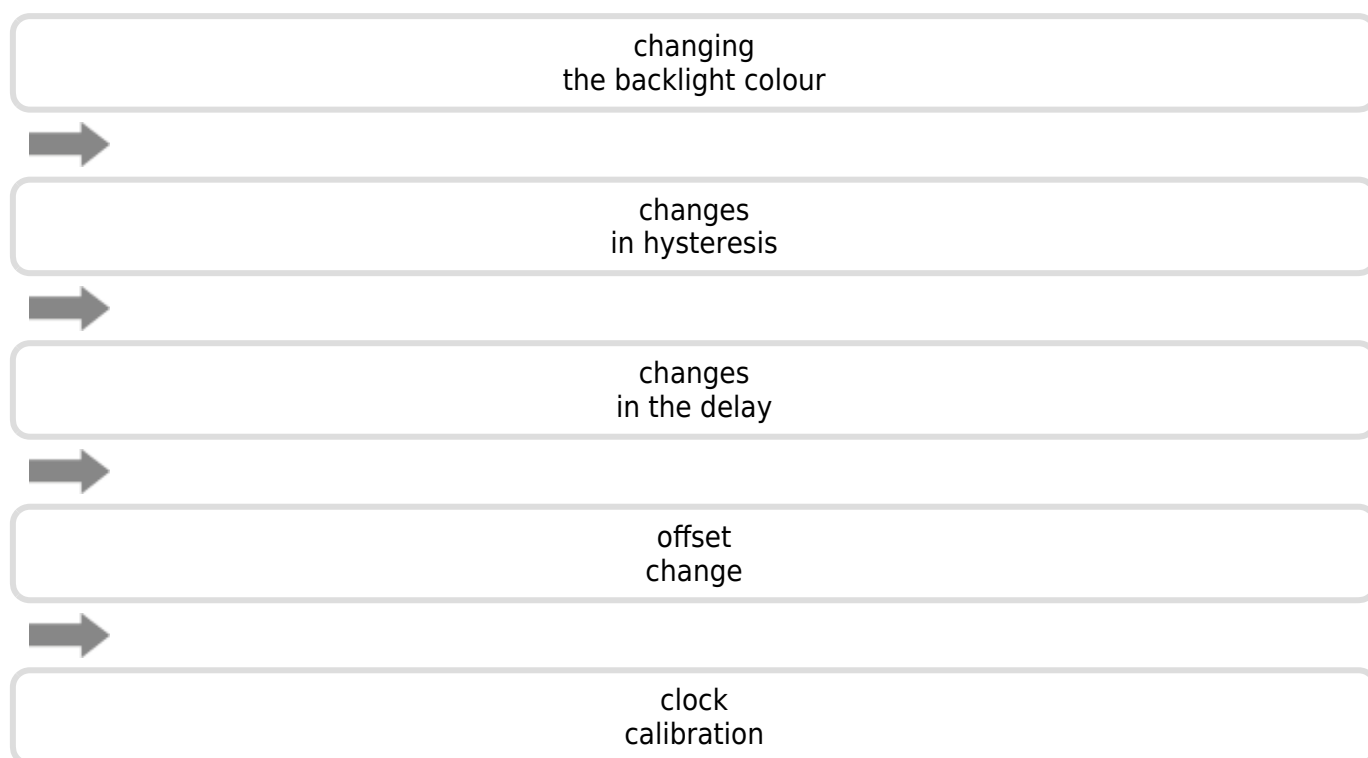 changing
the backlight colour
changes
in hysteresis
changes
in the delay
offset
change
clock
calibration